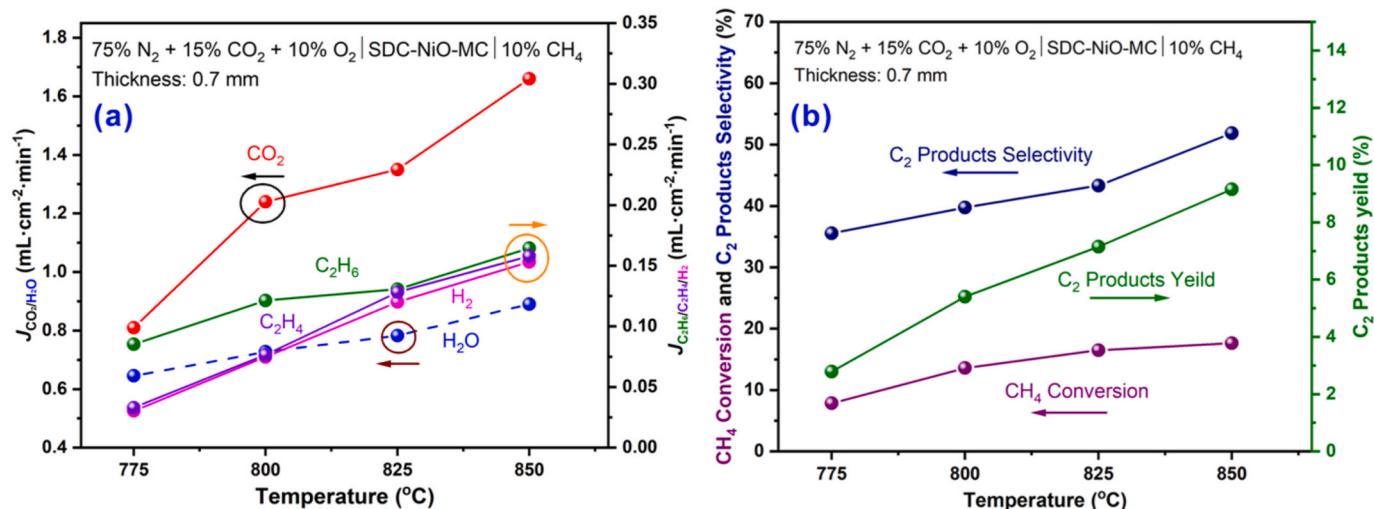 75% N₂ + 15% CO₂ + 10% O₂ | SDC-NiO-MC | 10% CH₄
Thickness: 0.7 mm
(a)
CO₂
C₂H₆
C₂H₄
H₂
H₂O
1.8
1.6
1.4
1.2
1.0
0.8
0.6
0.4
J CO₂/H₂O (mL·cm⁻²·min⁻¹)
0.35
0.30
0.25
0.20
0.15
0.10
0.05
0.00
J C₂H₆/C₂H₄/H₂ (mL·cm⁻²·min⁻¹)
775 800 825 850
Temperature (°C)
75% N₂ + 15% CO₂ + 10% O₂ | SDC-NiO-MC | 10% CH₄
Thickness: 0.7 mm
(b)
C₂ Products Selectivity
C₂ Products Yeild
CH₄ Conversion
70
60
50
40
30
20
10
0
CH₄ Conversion and C₂ Products Selectivity (%)
14
12
10
8
6
4
2
0
C₂ Products yeild (%)
775 800 825 850
Temperature (°C)